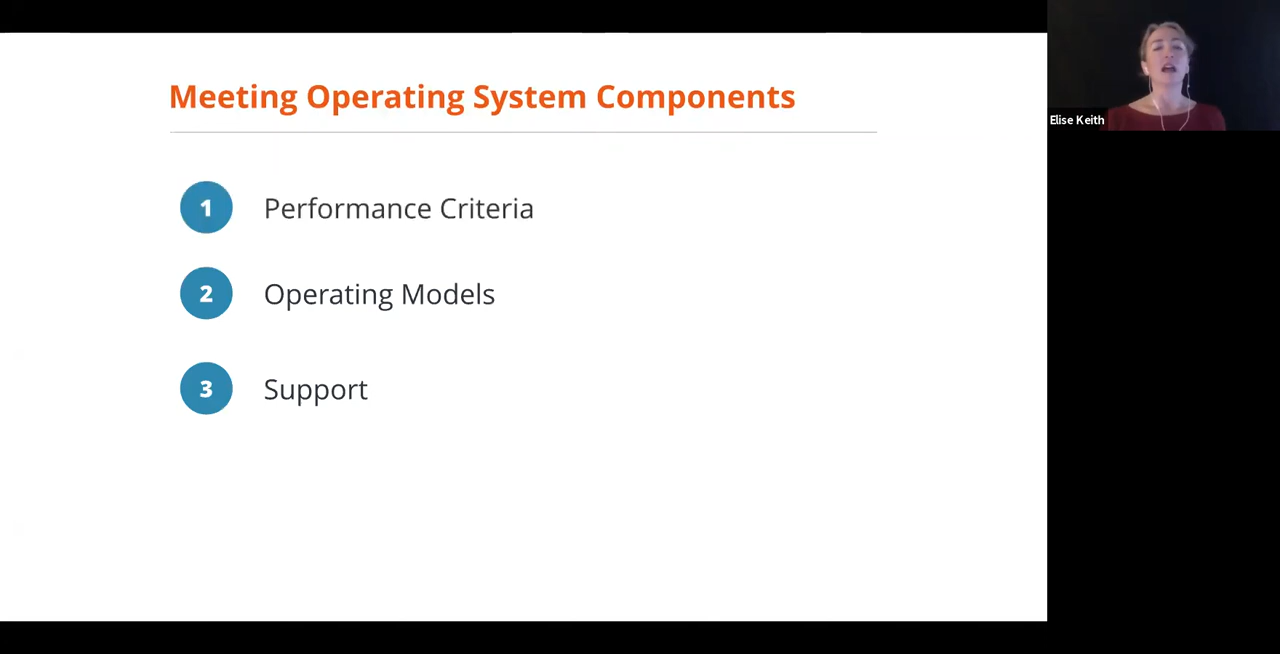 Meeting Operating System Components
1 Performance Criteria
2 Operating Models
3 Support
Elise Keith